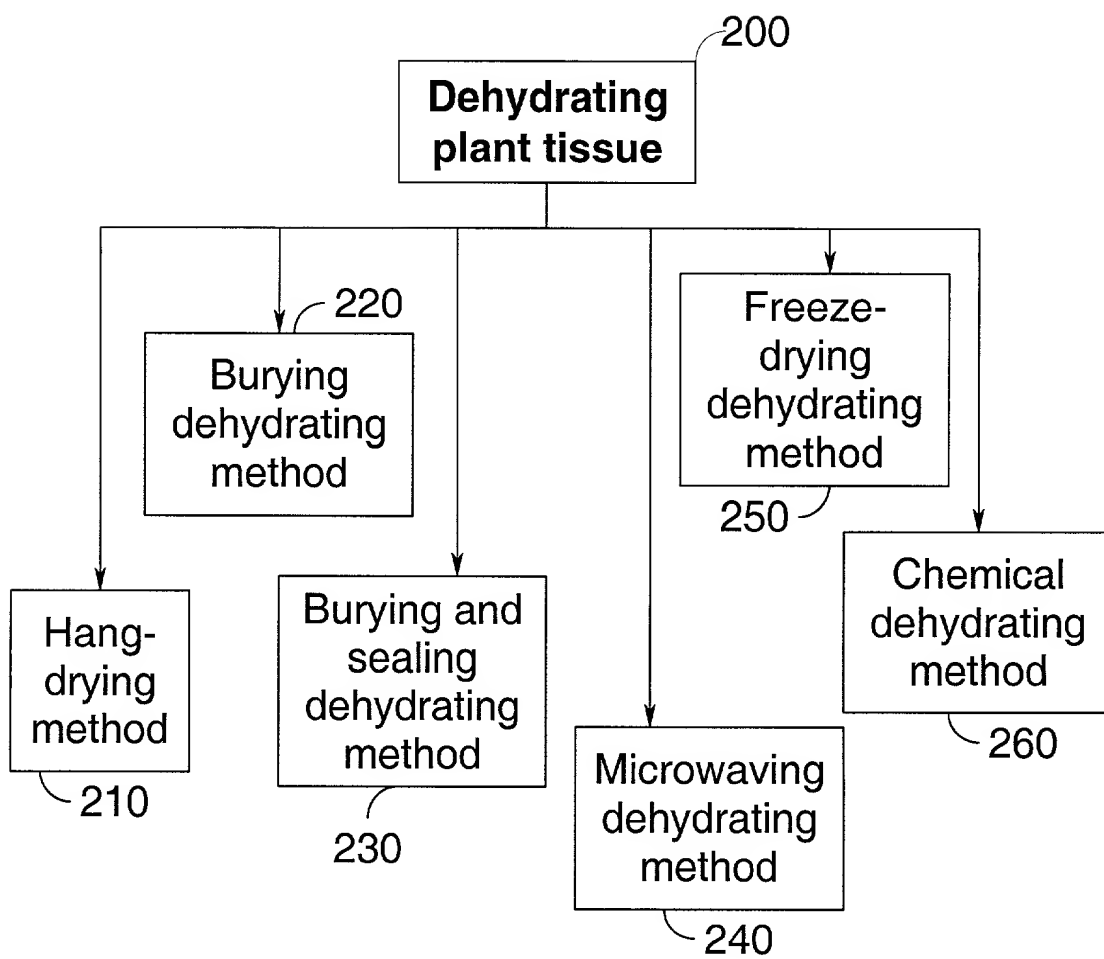 200
Dehydrating
plant tissue
220
Burying
dehydrating
method
Freeze-
drying
dehydrating
method
250
Hang-
drying
method
210
Burying and
sealing
dehydrating
method
230
Microwaving
dehydrating
method
240
Chemical
dehydrating
method
260